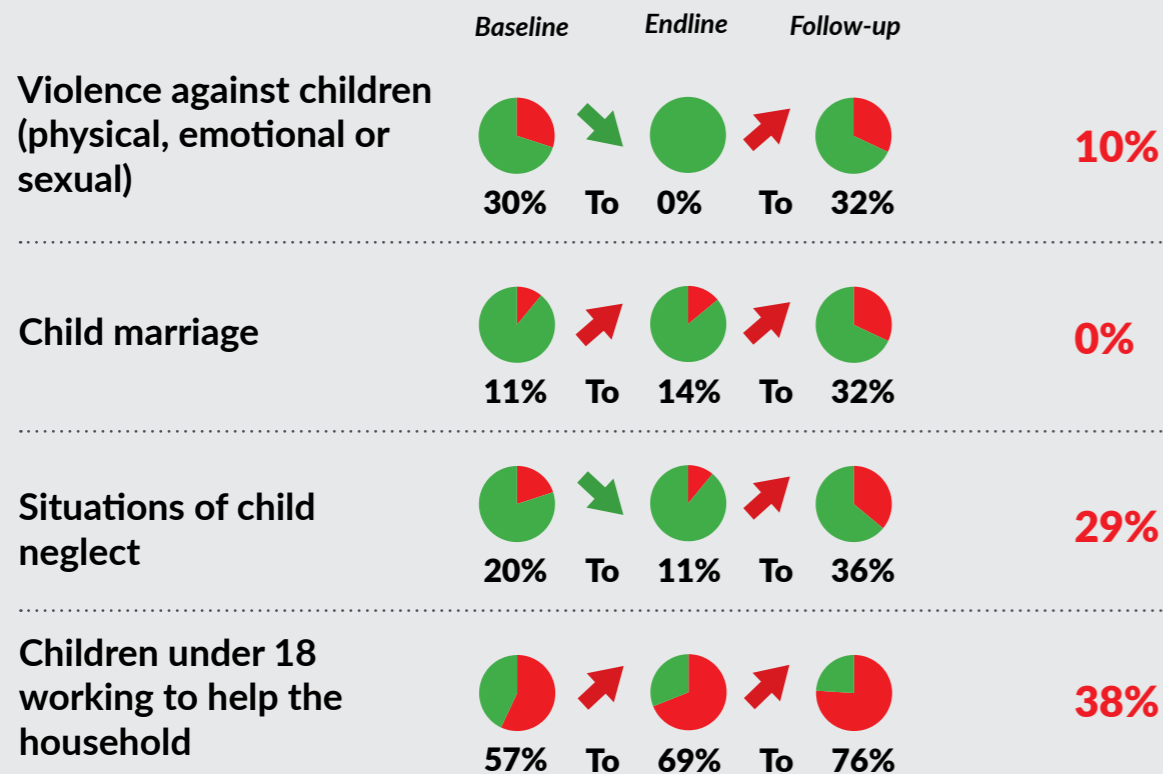 Baseline Endline Follow-up
Violence against children
(physical, emotional or
sexual)
30% To 0% To 32%
10%
Child marriage
11% To 14% To 32%
0%
Situations of child
neglect
20% To 11% To 36%
29%
Children under 18
working to help the
household
57% To 69% To 76%
38%